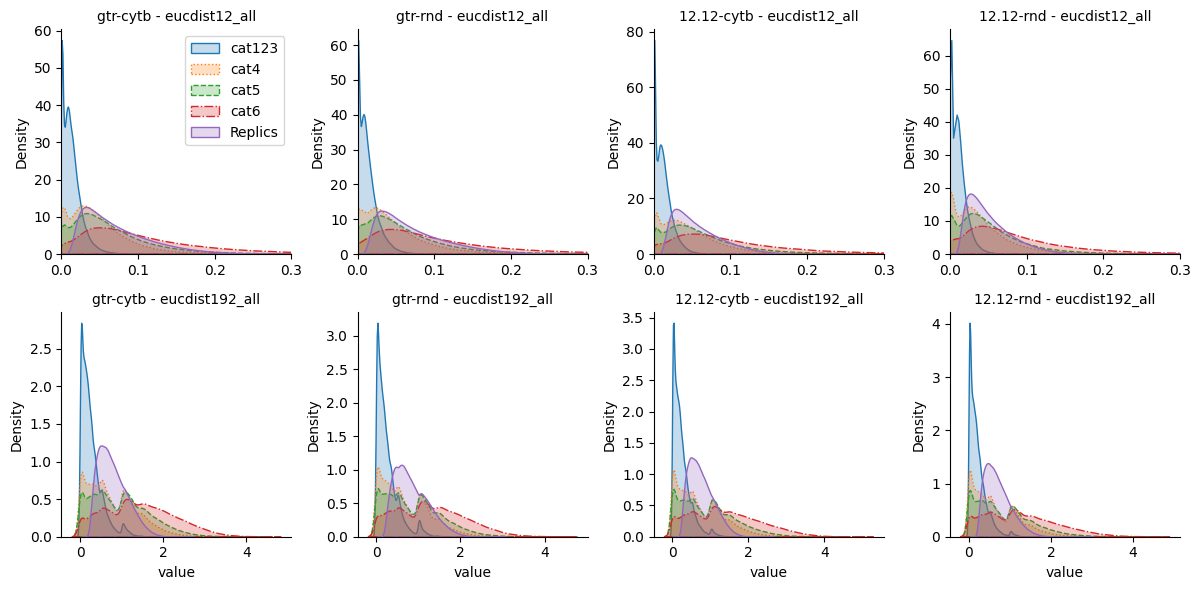 gtr-cytb - eucdist12_all
gtr-rnd - eucdist12_all
12.12-cytb - eucdist12_all
12.12-rnd - eucdist12_all
cat123
cat4
cat5
cat6
Replics
Density
60
50
40
30
20
10
0
0.0 0.1 0.2 0.3
Density
60
50
40
30
20
10
0
0.0 0.1 0.2 0.3
Density
80
60
40
20
0
0.0 0.1 0.2 0.3
Density
60
50
40
30
20
10
0
0.0 0.1 0.2 0.3
gtr-cytb - eucdist192_all
gtr-rnd - eucdist192_all
12.12-cytb - eucdist192_all
12.12-rnd - eucdist192_all
Density
2.5
2.0
1.5
1.0
0.5
0.0
0 2 4
value
Density
3.0
2.5
2.0
1.5
1.0
0.5
0.0
0 2 4
value
Density
3.5
3.0
2.5
2.0
1.5
1.0
0.5
0.0
0 2 4
value
Density
4
3
2
1
0
0 2 4
value